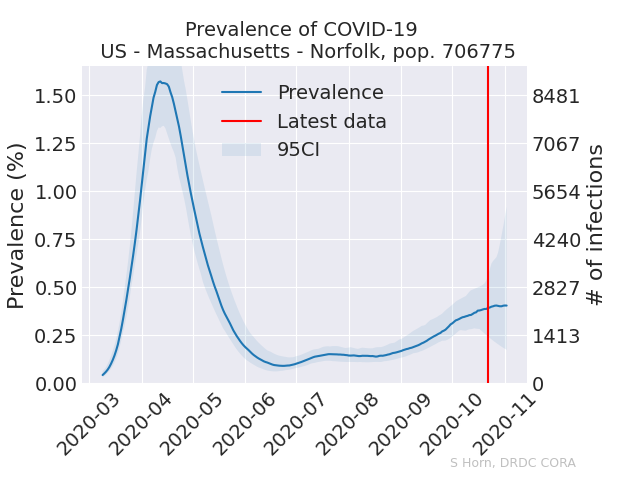 Prevalence of COVID-19
US - Massachusetts - Norfolk, pop. 706775
Prevalence (%)
1.50
1.25
1.00
0.75
0.50
0.25
0.00
Prevalence
Latest data
95CI
8481
7067
5654
4240
2827
1413
0
# of infections
2020-03
2020-04
2020-05
2020-06
2020-07
2020-08
2020-09
2020-10
2020-11
S Horn, DRDC CORA